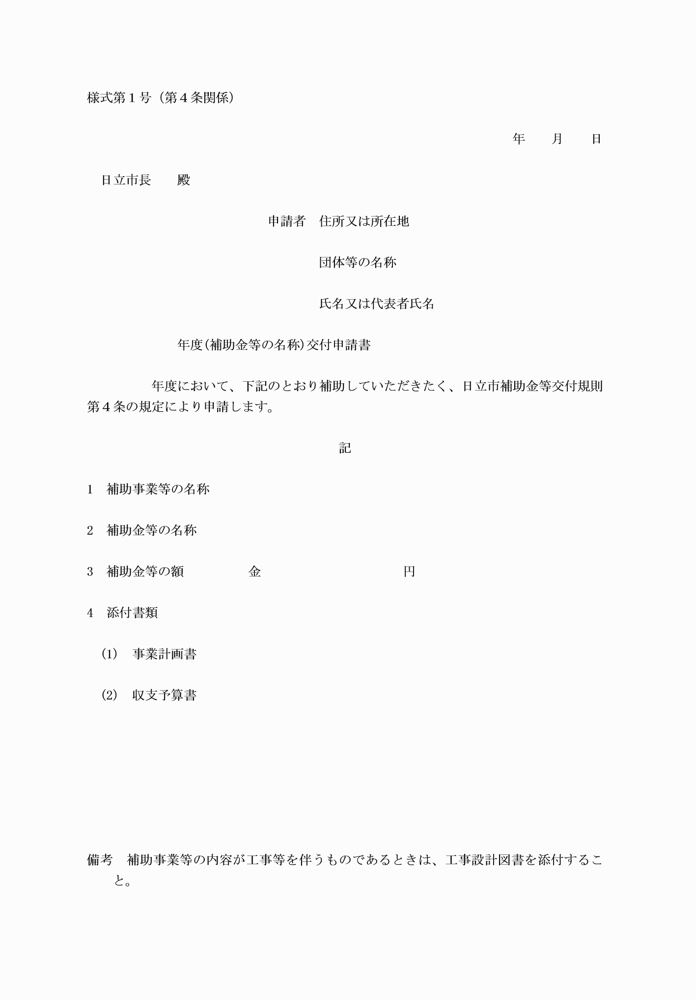 様式第１号（第４条関係）
年　　月　　日
日立市長　　殿
申請者　住所又は所在地
団体等の名称
氏名又は代表者氏名
年度(補助金等の名称)交付申請書
年度において、下記のとおり補助していただきたく、日立市補助金等交付規則
第４条の規定により申請します。
記
1　補助事業等の名称
2　補助金等の名称
3　補助金等の額　　　　　金　　　　　　　　　　　円
4　添付書類
(1)　事業計画書
(2)　収支予算書
備考　補助事業等の内容が工事等を伴うものであるときは、工事設計図書を添付するこ
と。